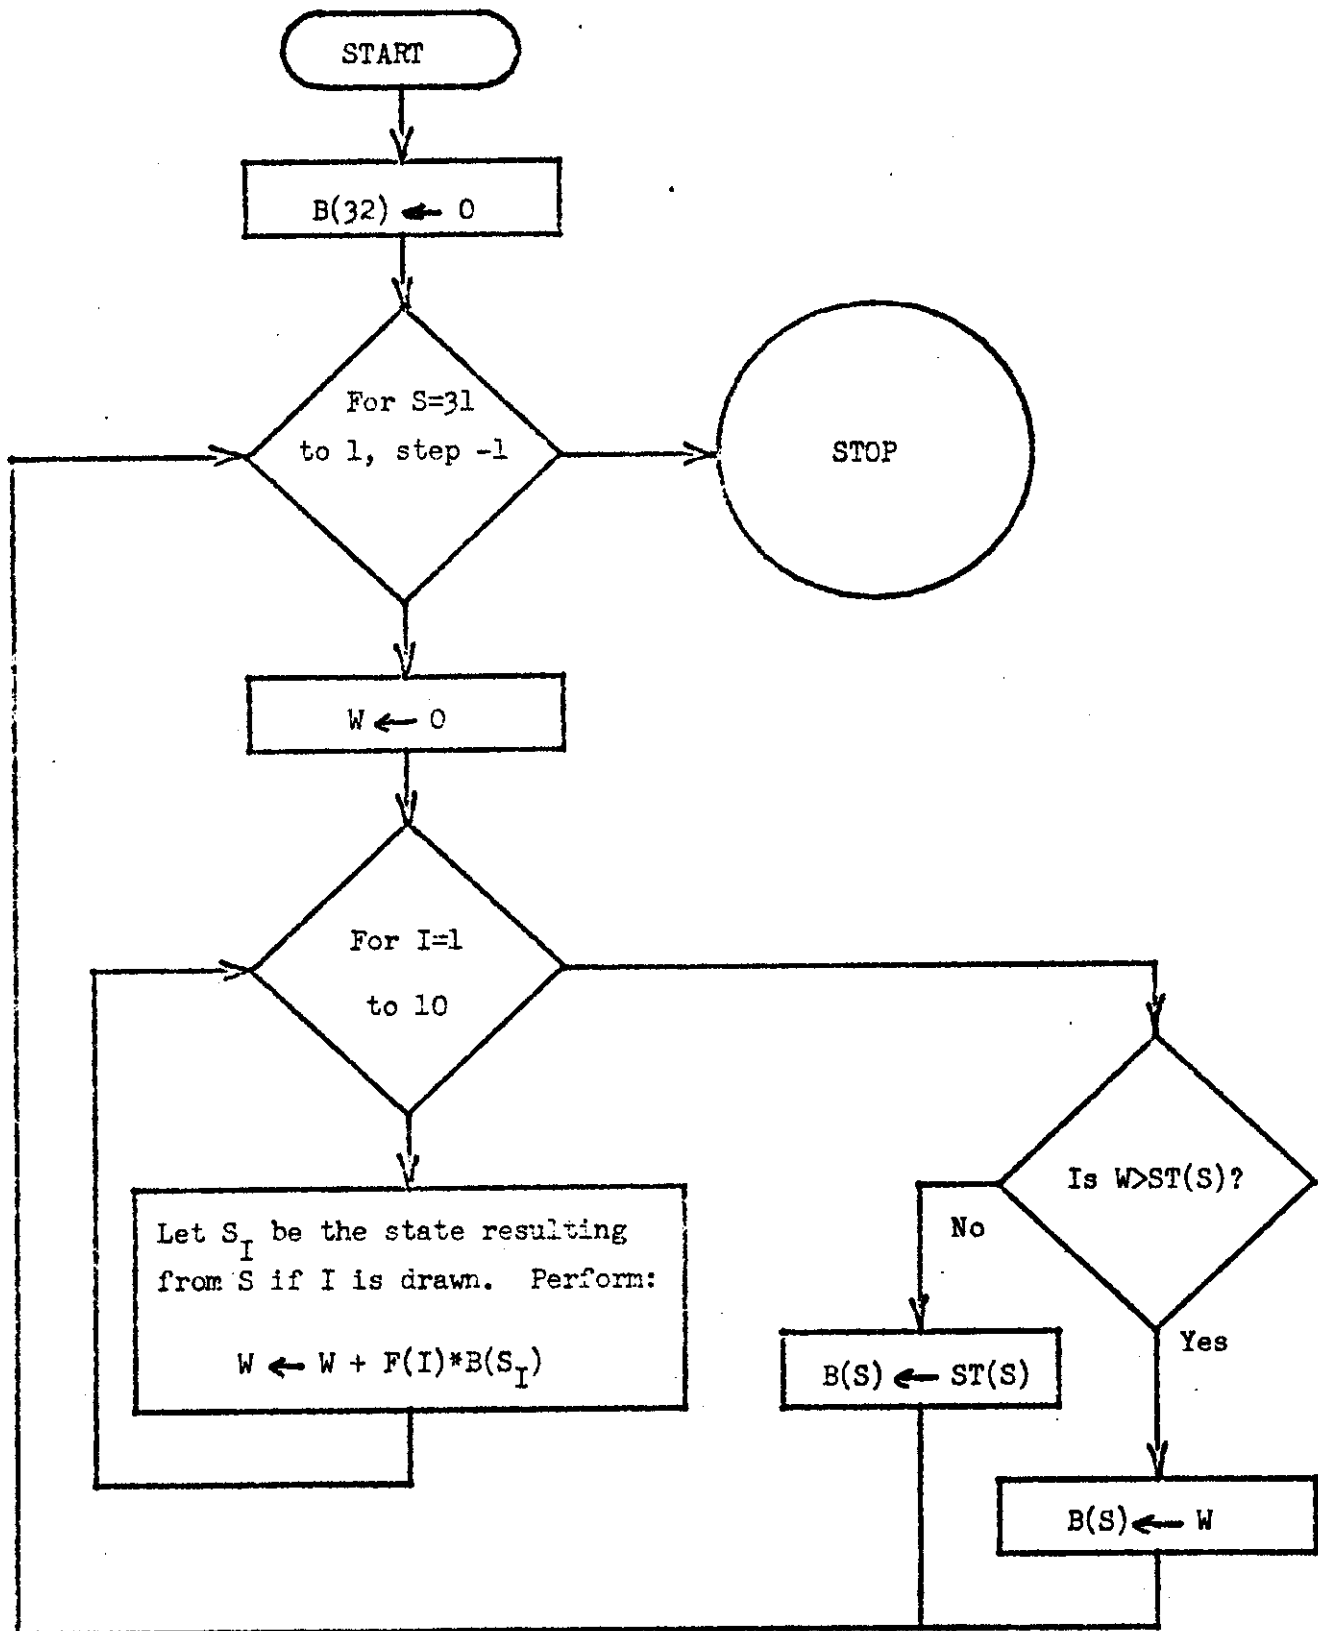 START
B(32) ← 0
For S=31
to 1, step -1
STOP
W ← 0
For I=1
to 10
Is W>ST(S)?
No
Let S_I be the state resulting
from S if I is drawn. Perform:
W ← W + F(I)*B(S_I)
Yes
B(S) ← ST(S)
B(S) ← W